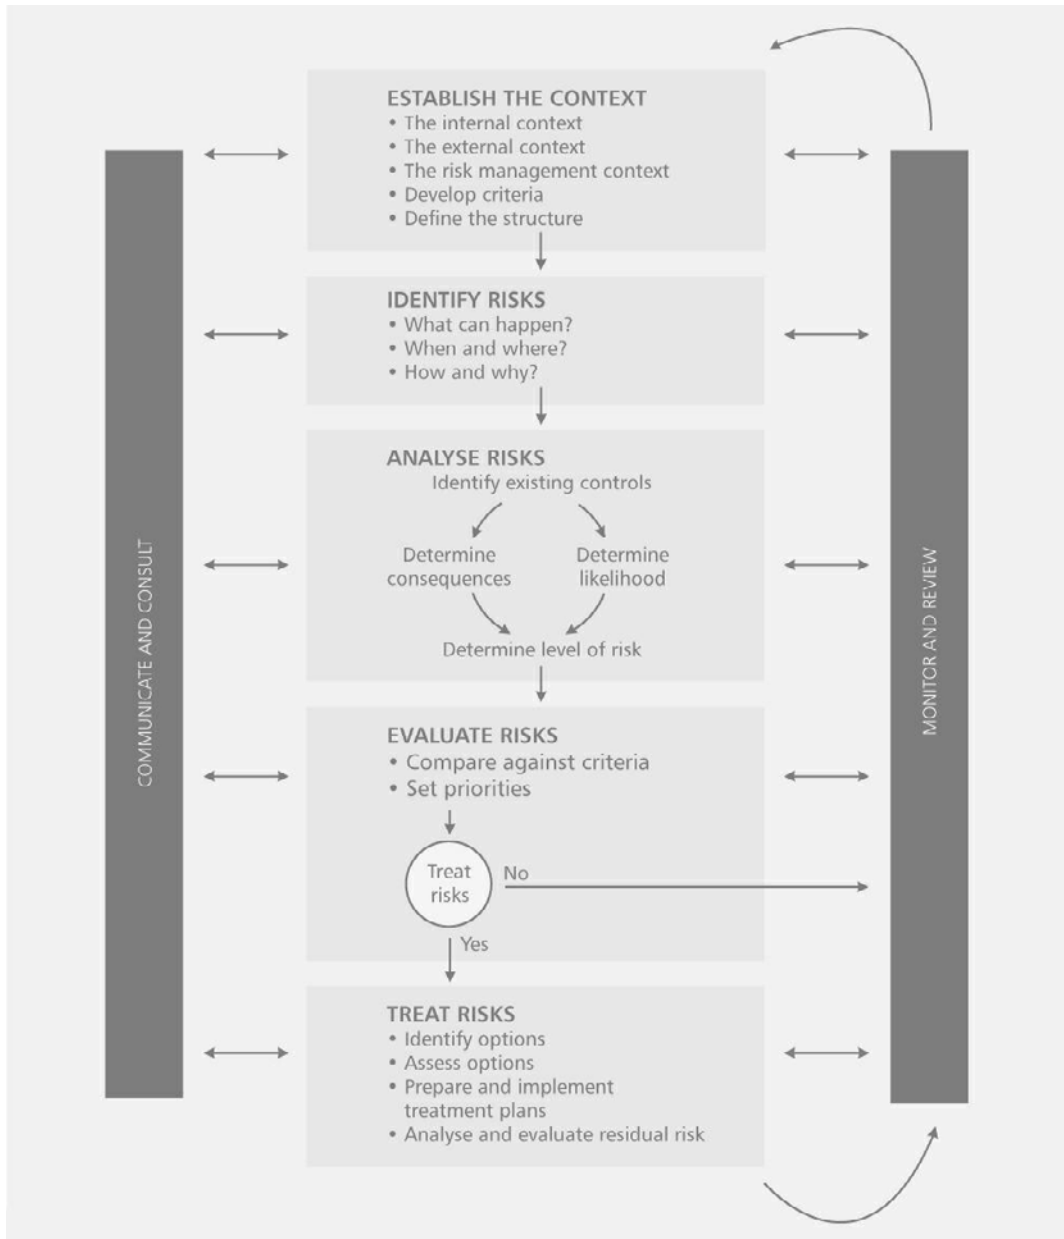 ESTABLISH THE CONTEXT
• The internal context
• The external context
• The risk management context
• Develop criteria
• Define the structure
IDENTIFY RISKS
• What can happen?
• When and where?
• How and why?
ANALYSE RISKS
Identify existing controls
Determine
consequences
Determine
likelihood
Determine level of risk
EVALUATE RISKS
• Compare against criteria
• Set priorities
Treat
risks
No
Yes
TREAT RISKS
• Identify options
• Assess options
• Prepare and implement
treatment plans
• Analyse and evaluate residual risk
COMMUNICATE AND CONSULT
MONITOR AND REVIEW